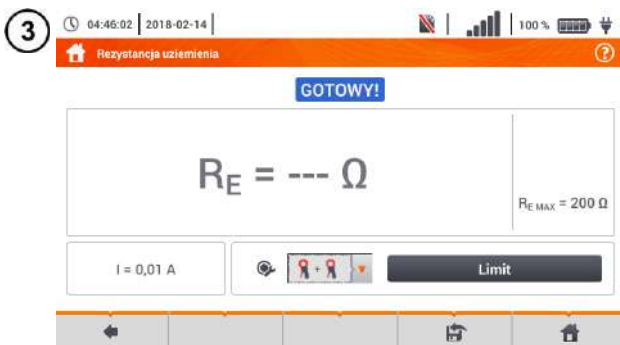 3
04:46:02 2018-02-14 100 %
Rezystancja uziemienia ?
GOTOWY!
RE = --- Ω
RE MAX = 200 Ω
I = 0,01 A
+
Limit